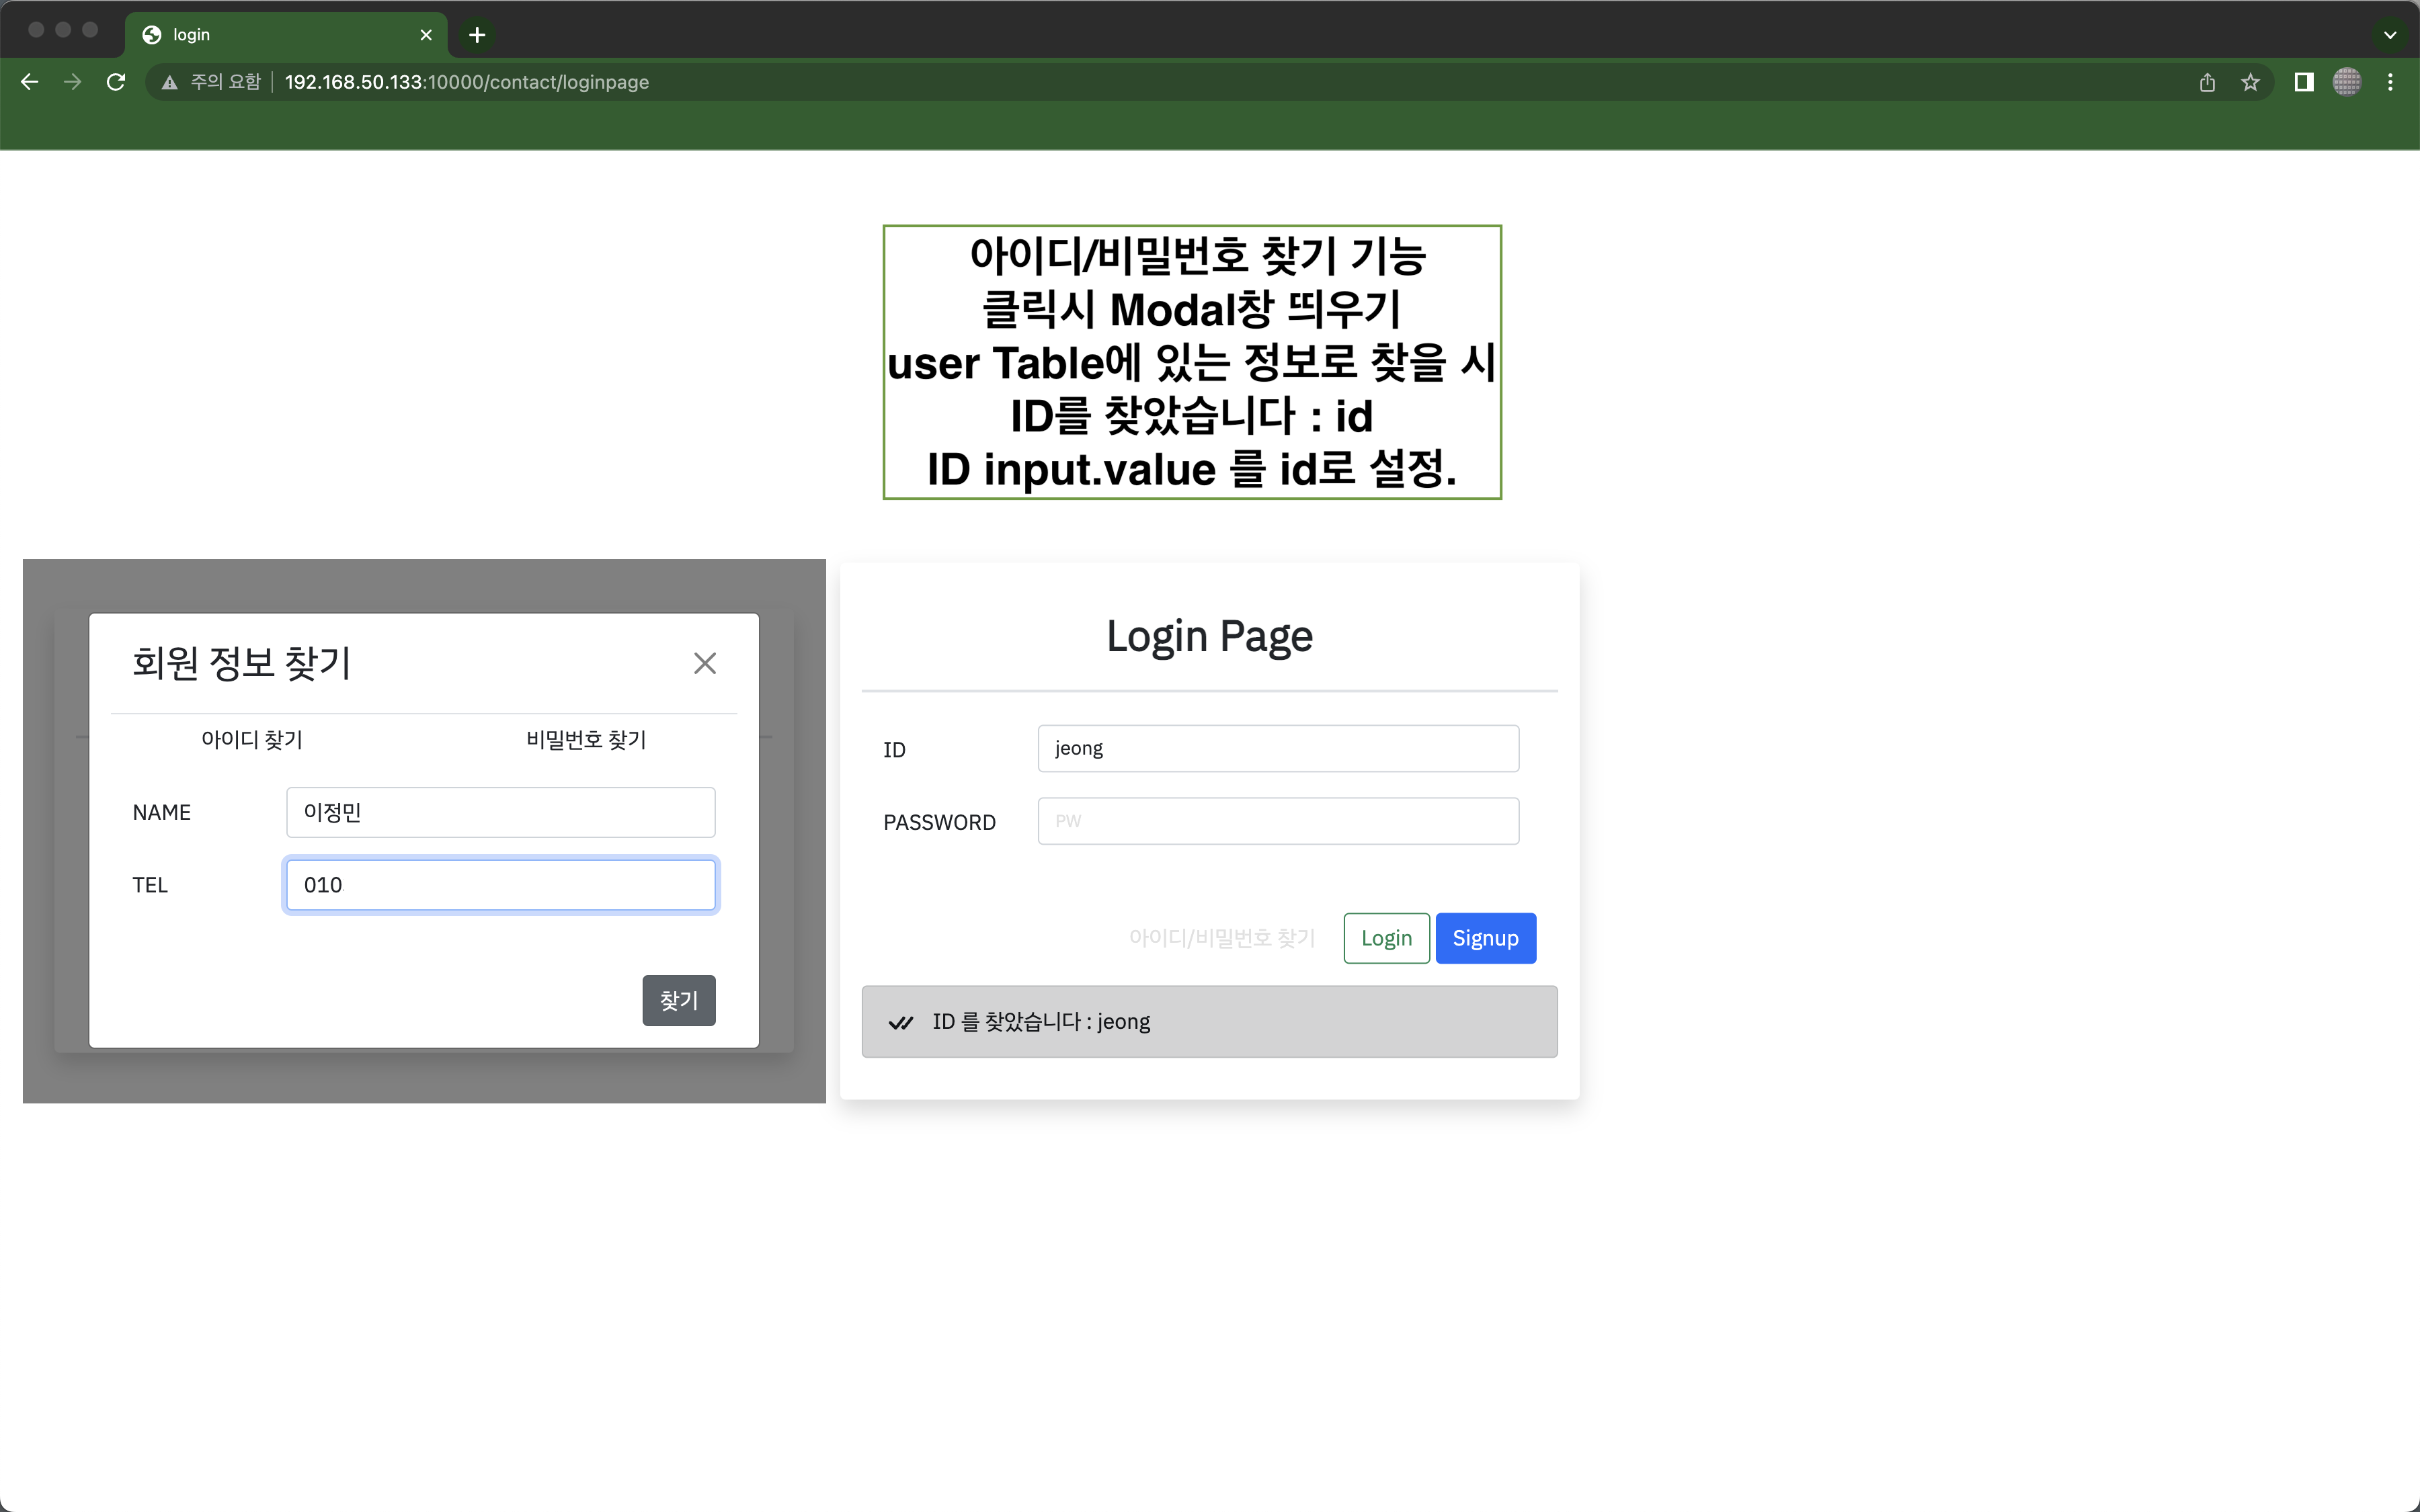 login
주의 요함
192.168.50.133:10000/contact/loginpage
아이디/비밀번호 찾기 기능
클릭시 Modal창 띄우기
user Table에 있는 정보로 찾을 시
ID를 찾았습니다 : id
ID input.value 를 id로 설정.
회원 정보 찾기
아이디 찾기 비밀번호 찾기
NAME 이정민
TEL 010
찾기
Login Page
ID jeong
PASSWORD PW
아이디/비밀번호 찾기 Login Signup
ID 를 찾았습니다 : jeong